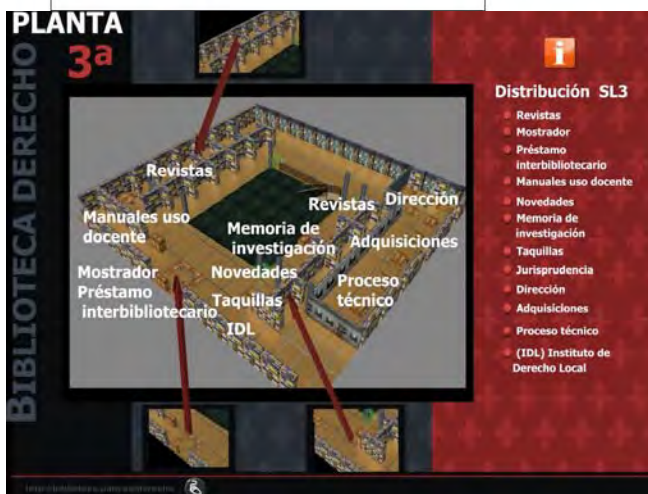 PLANTA
3ª
BIBLIOTECA DERECHO
Revistas
Manuales uso
docente
Mostrador
Préstamo
interbibliotecario
Memoria de
investigación
Novedades
Taquillas
IDL
Revistas
Dirección
Adquisiciones
Proceso
técnico
i
Distribución SL3
Revistas
Mostrador
Préstamo
interbibliotecario
Manuales uso docente
Novedades
Memoria de
investigación
Taquillas
Jurisprudencia
Dirección
Adquisiciones
Proceso técnico
(IDL) Instituto de
Derecho Local